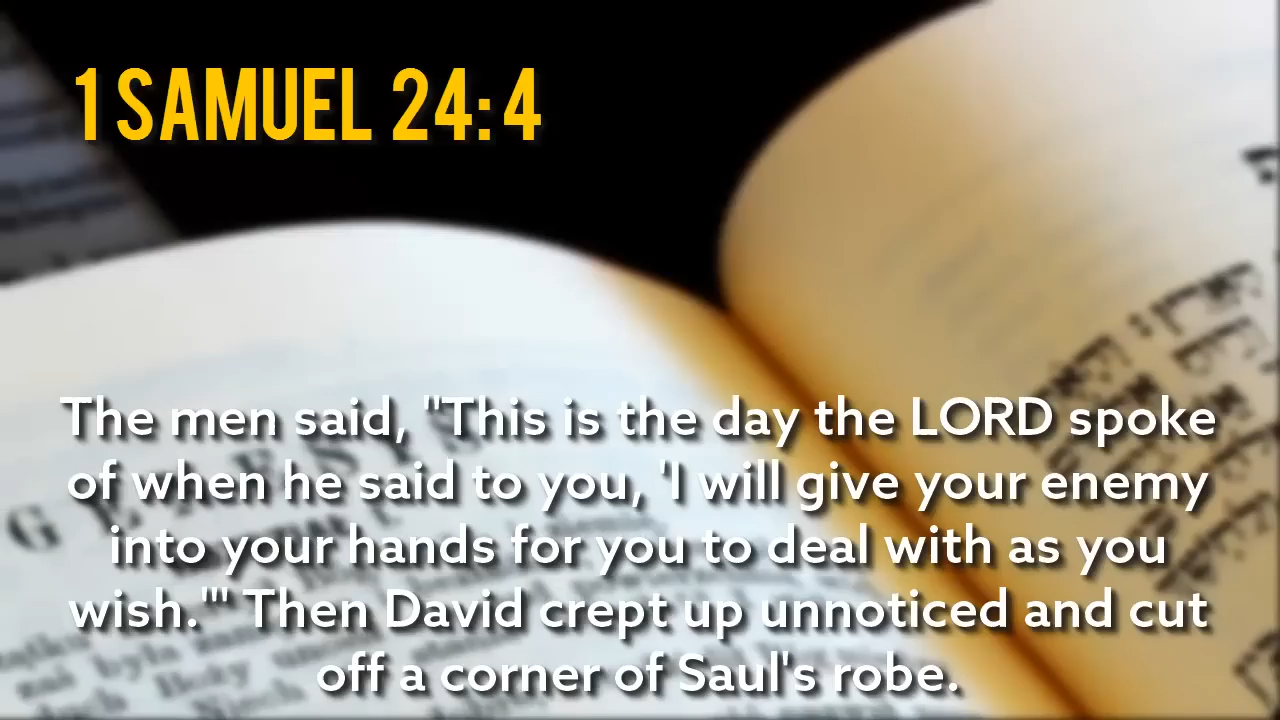 1 SAMUEL 24:4
The men said, "This is the day the LORD spoke
of when he said to you, 'I will give your enemy
into your hands for you to deal with as you
wish.'" Then David crept up unnoticed and cut
off a corner of Saul's robe.